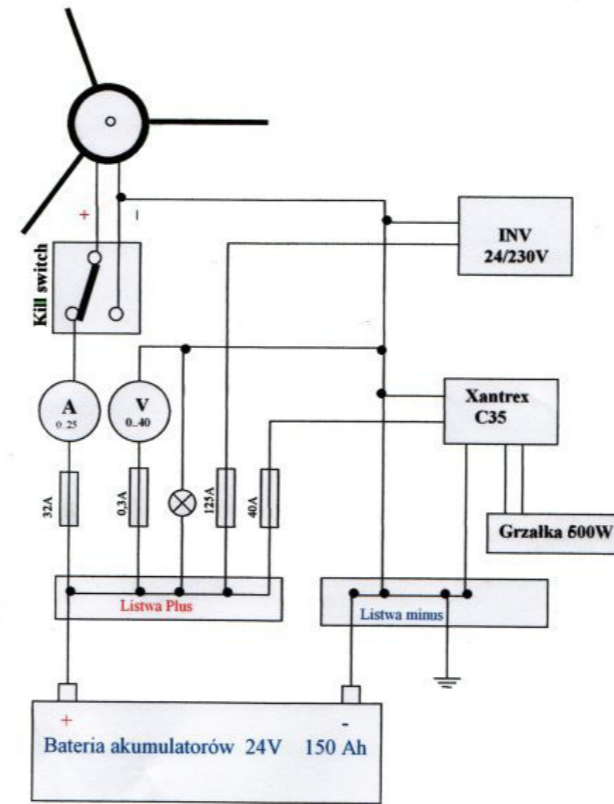 + –
Kill switch
INV
24/230V
A
0..25
V
0..40
Xantrex
C35
32A
0,3A
125A
40A
Grzałka 500W
Listwa Plus
Listwa minus
+ -
Bateria akumulatorów 24V 150 Ah